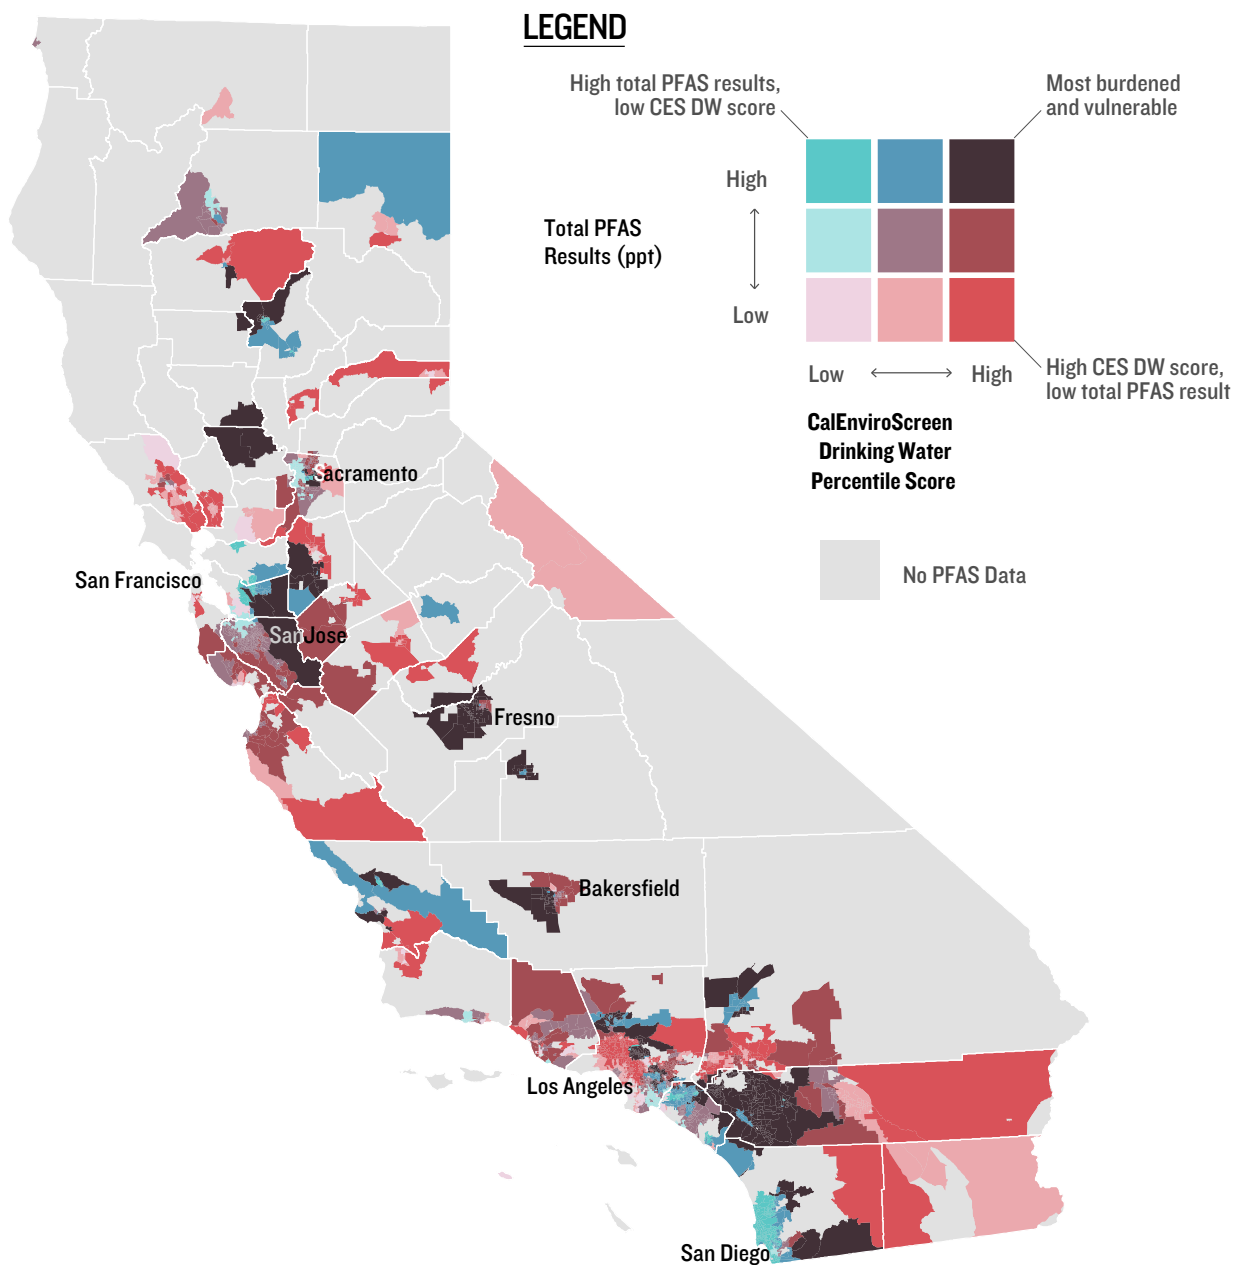 LEGEND
High total PFAS results,
low CES DW score
Most burdened
and vulnerable
High
Total PFAS
Results (ppt)
Low
Low
High
High CES DW score,
low total PFAS result
CalEnviroScreen
Drinking Water
Percentile Score
No PFAS Data
Sacramento
San Francisco
San Jose
Fresno
Bakersfield
Los Angeles
San Diego